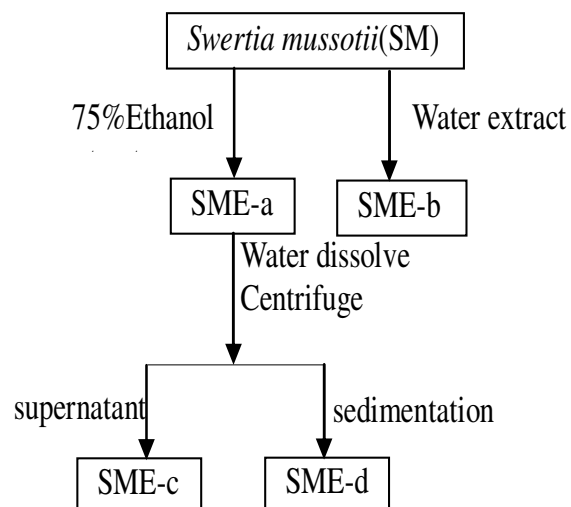 Swertia mussotii(SM)
75%Ethanol
Water extract
SME-a
SME-b
Water dissolve
Centrifuge
supernatant
sedimentation
SME-c
SME-d